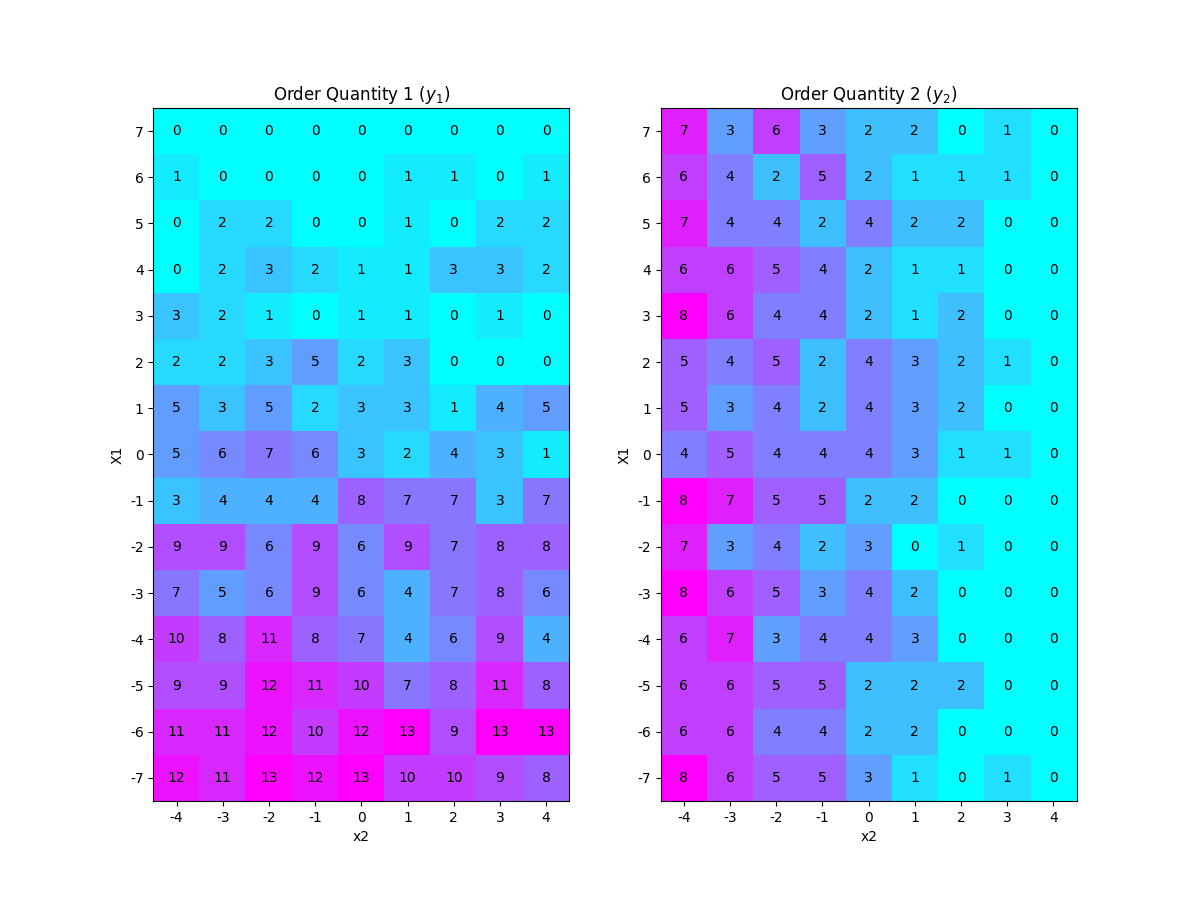 Order Quantity 1 (y₁) Order Quantity 2 (y₂)
7 0 0 0 0 0 0 0 0 0 7 7 3 6 3 2 2 0 1 0
6 1 0 0 0 0 1 1 0 1 6 6 4 2 5 2 1 1 1 0
5 0 2 2 0 0 1 0 2 2 5 7 4 4 2 4 2 2 0 0
4 0 2 3 2 1 1 3 3 2 4 6 6 5 4 2 1 1 0 0
3 3 2 1 0 1 1 0 1 0 3 8 6 4 4 2 1 2 0 0
2 2 2 3 5 2 3 0 0 0 2 5 4 5 2 4 3 2 1 0
1 5 3 5 2 3 3 1 4 5 1 5 3 4 2 4 3 2 0 0
X1 0 5 6 7 6 3 2 4 3 1 X1 0 4 5 4 4 4 3 1 1 0
-1 3 4 4 4 8 7 7 3 7 -1 8 7 5 5 2 2 0 0 0
-2 9 9 6 9 6 9 7 8 8 -2 7 3 4 2 3 0 1 0 0
-3 7 5 6 9 6 4 7 8 6 -3 8 6 5 3 4 2 0 0 0
-4 10 8 11 8 7 4 6 9 4 -4 6 7 3 4 4 3 0 0 0
-5 9 9 12 11 10 7 8 11 8 -5 6 6 5 5 2 2 2 0 0
-6 11 11 12 10 12 13 9 13 13 -6 6 6 4 4 2 2 0 0 0
-7 12 11 13 12 13 10 10 9 8 -7 8 6 5 5 3 1 0 1 0
-4 -3 -2 -1 0 1 2 3 4 -4 -3 -2 -1 0 1 2 3 4
x2 x2